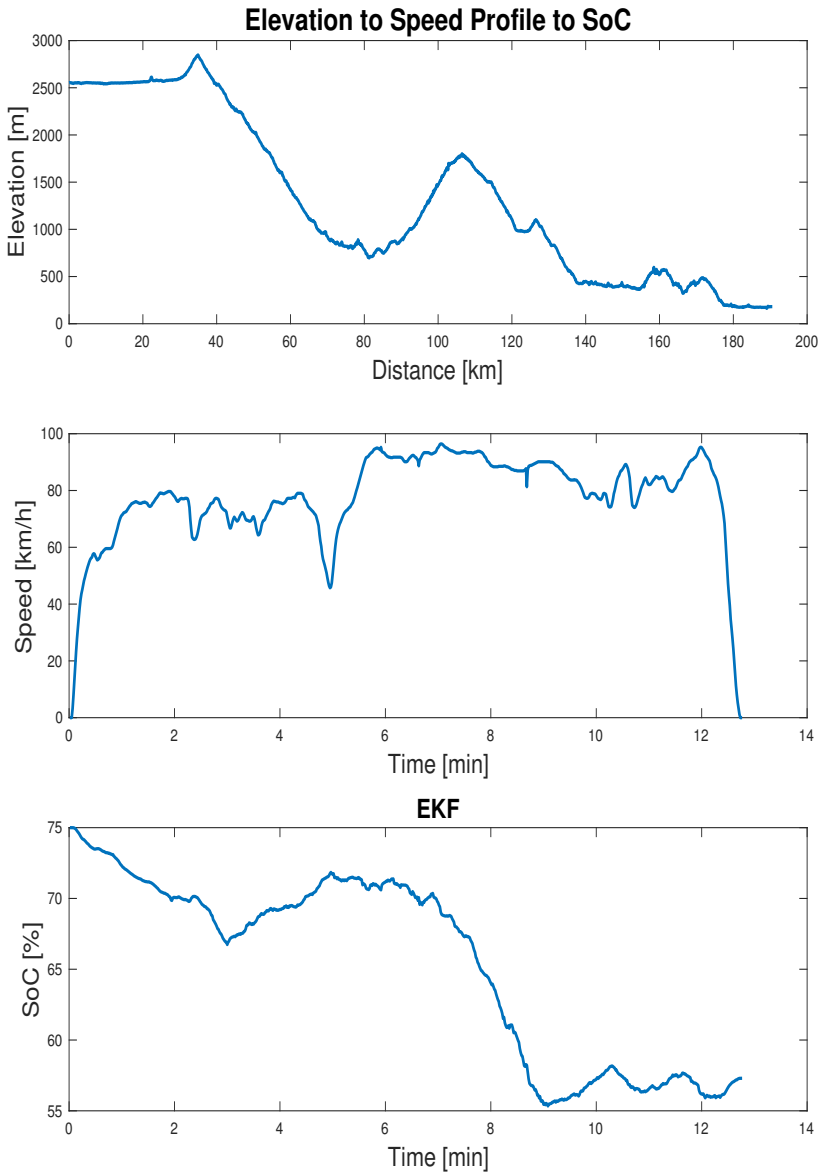 Elevation to Speed Profile to SoC
Elevation [m]
3000
2500
2000
1500
1000
500
0
0 20 40 60 80 100 120 140 160 180 200
Distance [km]
Speed [km/h]
100
80
60
40
20
0
0 2 4 6 8 10 12 14
Time [min]
EKF
SoC [%]
75
70
65
60
55
0 2 4 6 8 10 12 14
Time [min]